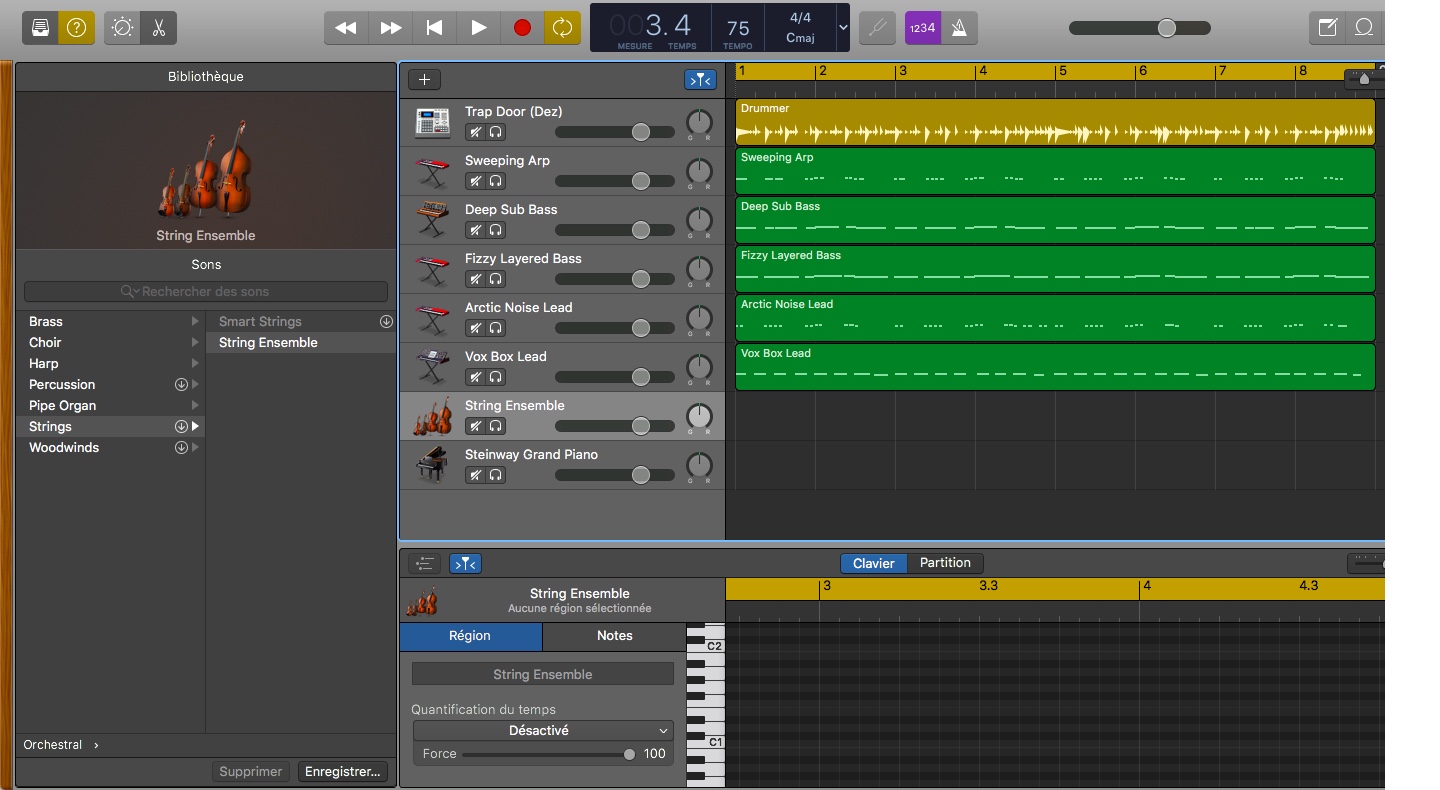 ?
003.4
MESURE TEMPS
75
TEMPO
4/4
Cmaj
1234
Bibliothèque
String Ensemble
Sons
Rechercher des sons
Brass
Choir
Harp
Percussion
Pipe Organ
Strings
Woodwinds
Smart Strings
String Ensemble
Orchestral ›
Supprimer Enregistrer...
+
1 2 3 4 5 6 7 8
Trap Door (Dez)
G R
Sweeping Arp
G R
Deep Sub Bass
G R
Fizzy Layered Bass
G R
Arctic Noise Lead
G R
Vox Box Lead
G R
String Ensemble
G R
Steinway Grand Piano
G R
Drummer
Sweeping Arp
Deep Sub Bass
Fizzy Layered Bass
Arctic Noise Lead
Vox Box Lead
Clavier Partition
String Ensemble
Aucune région sélectionnée
3 3.3 4 4.3
Région Notes
C2
String Ensemble
Quantification du temps
Désactivé
C1
Force 100